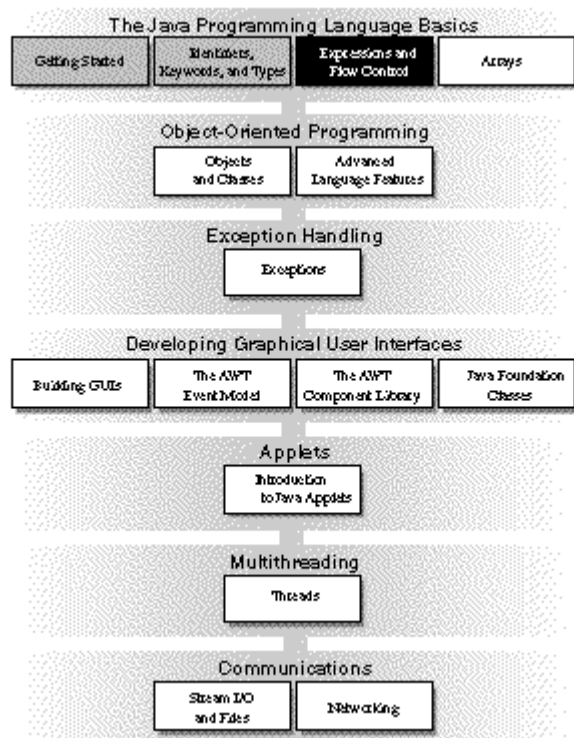 The Java Programming Language Basics
Getting Started
Identifiers,
Keywords, and Types
Expressions and
Flow Control
Arrays
Object-Oriented Programming
Objects
and Classes
Advanced
Language Features
Exception Handling
Exceptions
Developing Graphical User Interfaces
Building GUIs
The AWT
Event Model
The AWT
Component Library
Java Foundation
Classes
Applets
Introduction
to Java Applets
Multithreading
Threads
Communications
Stream I/O
and Files
Networking